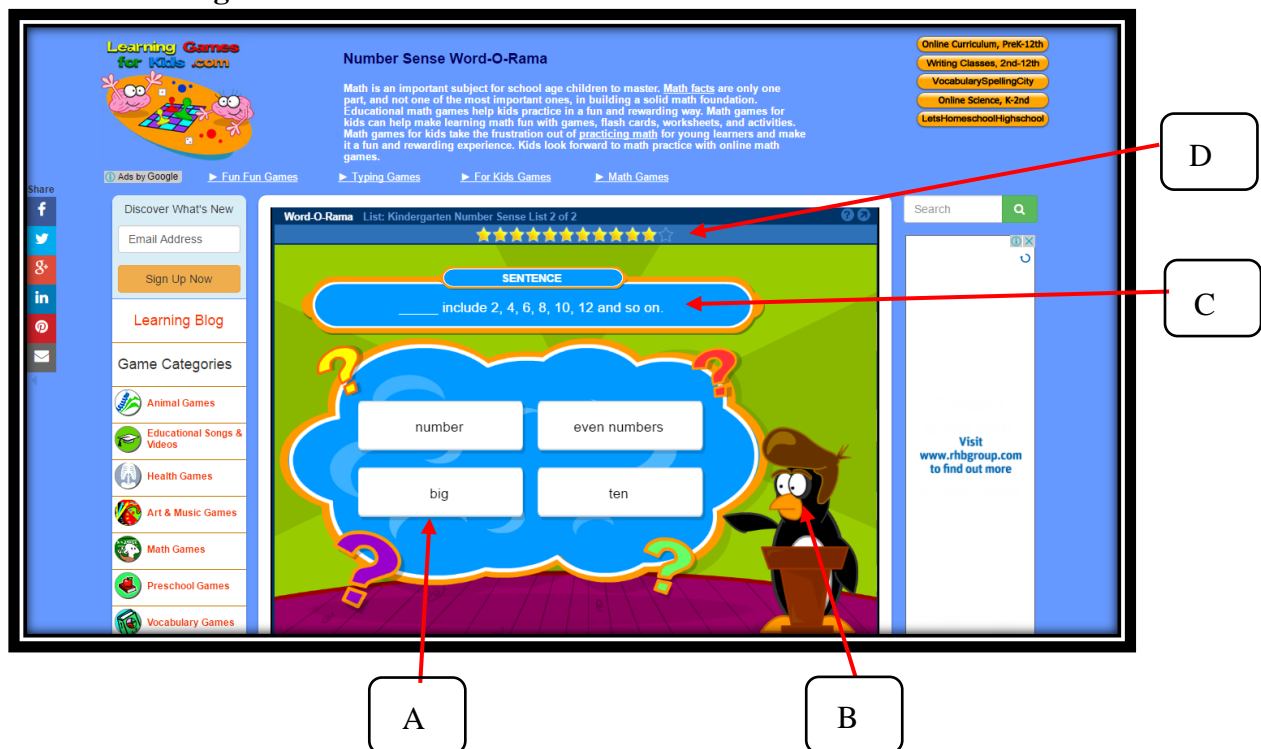 Learning Games
for Kids .com
Number Sense Word-O-Rama
Math is an important subject for school age children to master. Math facts are only one
part, and not one of the most important ones, in building a solid math foundation.
Educational math games help kids practice in a fun and rewarding way. Math games for
kids can help make learning math fun with games, flash cards, worksheets, and activities.
Math games for kids take the frustration out of practicing math for young learners and make
it a fun and rewarding experience. Kids look forward to math practice with online math
games.
Online Curriculum, PreK-12th
Writing Classes, 2nd-12th
VocabularySpellingCity
Online Science, K-2nd
LetsHomeschoolHighschool
Ads by Google
► Fun Fun Games
► Typing Games
► For Kids Games
► Math Games
Share
Discover What's New
Email Address
Sign Up Now
Learning Blog
Game Categories
Animal Games
Educational Songs &
Videos
Health Games
Art & Music Games
Math Games
Preschool Games
Vocabulary Games
Word-O-Rama List: Kindergarten Number Sense List 2 of 2
SENTENCE
_____ include 2, 4, 6, 8, 10, 12 and so on.
number
even numbers
big
ten
Search
Visit
www.rhbgroup.com
to find out more
D
C
A
B